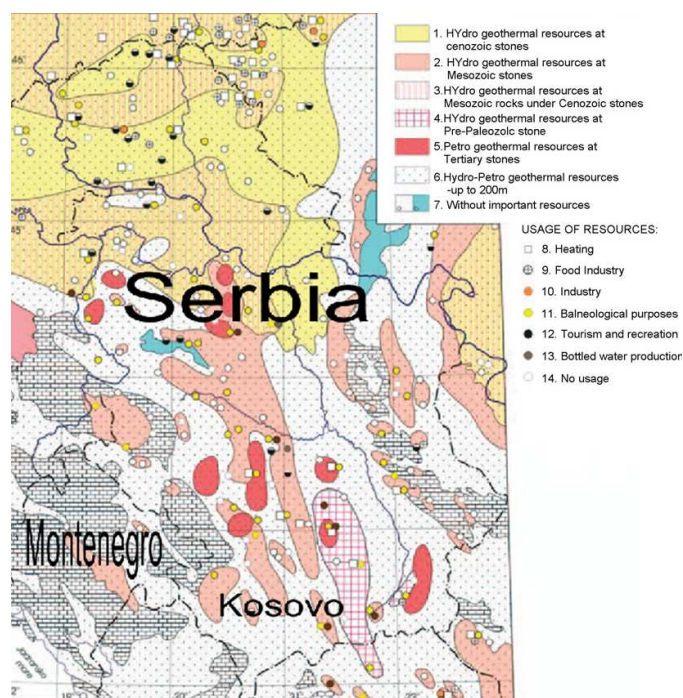 1. HYdro geothermal resources at
cenozoic stones
2. HYdro geothermal resources at
Mesozoic stones
3.HYdro geothermal resources at
Mesozoic rocks under Cenozoic stones
4.HYdro geothermal resources at
Pre-Paleozolc stone
5.Petro geothermal resources at
Tertiary stones
6.Hydro-Petro geothermal resources
-up to 200m
7. Without important resources
USAGE OF RESOURCES:
8. Heating
9. Food Industry
10. Industry
11. Balneological purposes
12. Tourism and recreation
13. Bottled water production
14. No usage
Serbia
Montenegro
Kosovo
45°
20
21
22